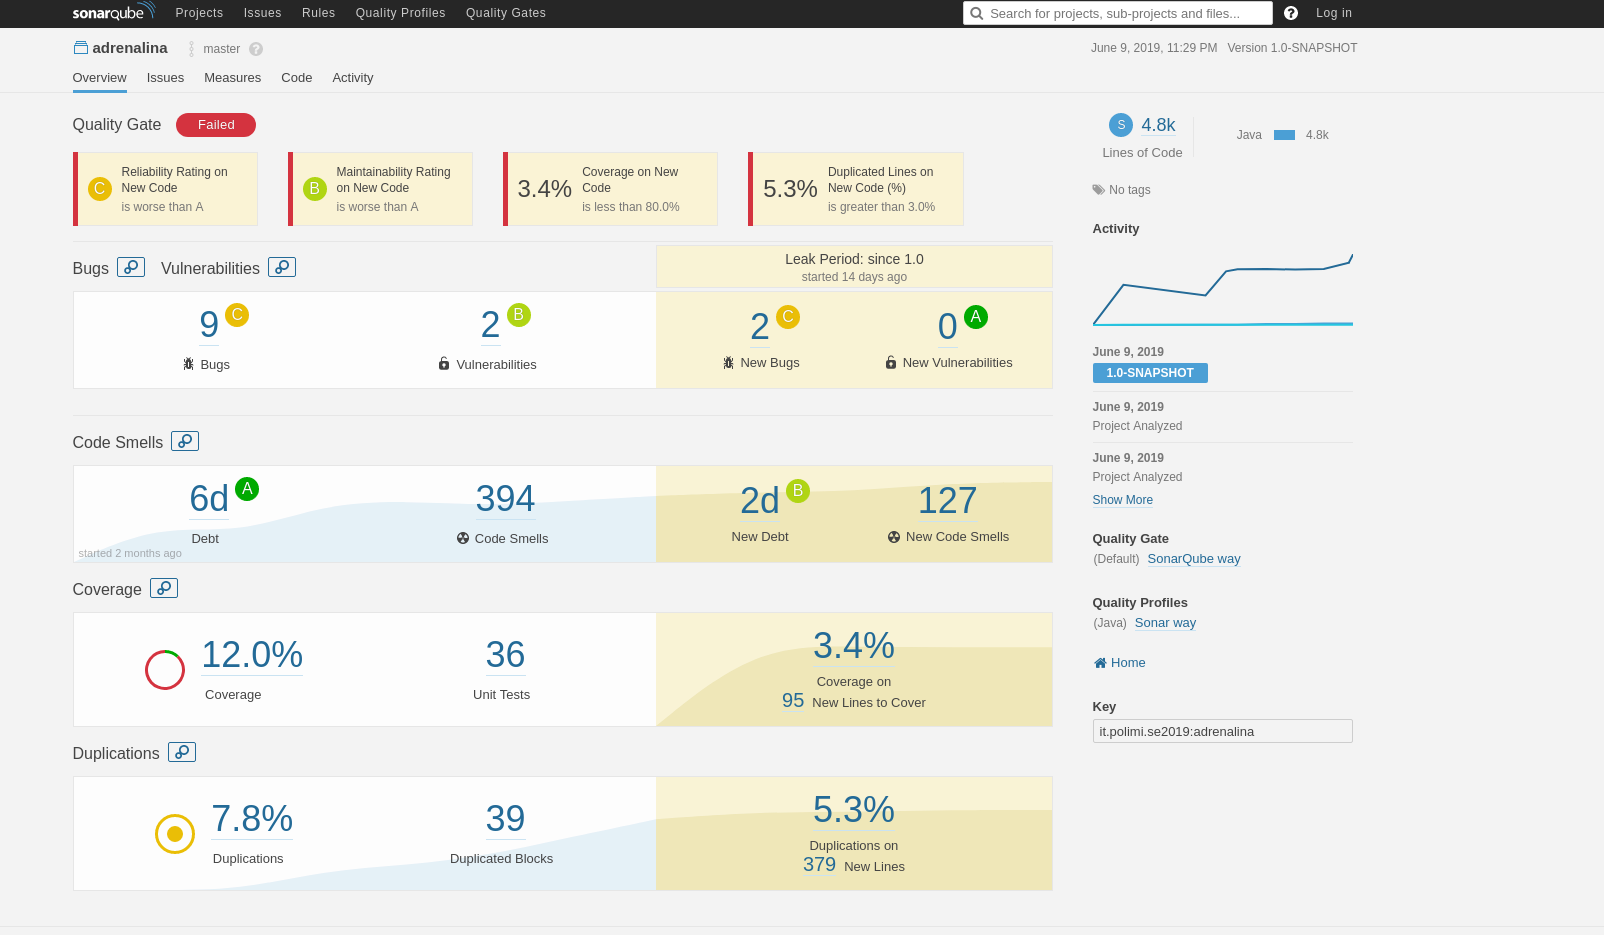 sonarqube Projects Issues Rules Quality Profiles Quality Gates Search for projects, sub-projects and files... ? Log in
adrenalina master ? June 9, 2019, 11:29 PM Version 1.0-SNAPSHOT
Overview Issues Measures Code Activity
Quality Gate Failed
C Reliability Rating on
New Code
is worse than A
B Maintainability Rating
on New Code
is worse than A
3.4% Coverage on New
Code
is less than 80.0%
5.3% Duplicated Lines on
New Code (%)
is greater than 3.0%
Bugs Vulnerabilities
Leak Period: since 1.0
started 14 days ago
9 C
Bugs
2 B
Vulnerabilities
2 C
New Bugs
0 A
New Vulnerabilities
Code Smells
6d A
Debt
started 2 months ago
394
Code Smells
2d B
New Debt
127
New Code Smells
Coverage
12.0%
Coverage
36
Unit Tests
3.4%
Coverage on
95 New Lines to Cover
Duplications
7.8%
Duplications
39
Duplicated Blocks
5.3%
Duplications on
379 New Lines
S 4.8k
Lines of Code
Java 4.8k
No tags
Activity
June 9, 2019
1.0-SNAPSHOT
June 9, 2019
Project Analyzed
June 9, 2019
Project Analyzed
Show More
Quality Gate
(Default) SonarQube way
Quality Profiles
(Java) Sonar way
Home
Key
it.polimi.se2019:adrenalina